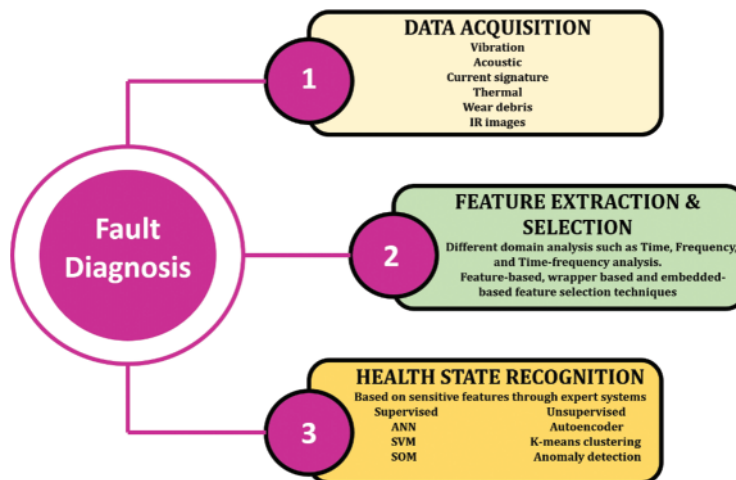 Fault
Diagnosis
1
DATA ACQUISITION
Vibration
Acoustic
Current signature
Thermal
Wear debris
IR images
2
FEATURE EXTRACTION &
SELECTION
Different domain analysis such as Time, Frequency,
and Time-frequency analysis.
Feature-based, wrapper based and embedded-
based feature selection techniques
3
HEALTH STATE RECOGNITION
Based on sensitive features through expert systems
Supervised Unsupervised
ANN Autoencoder
SVM K-means clustering
SOM Anomaly detection